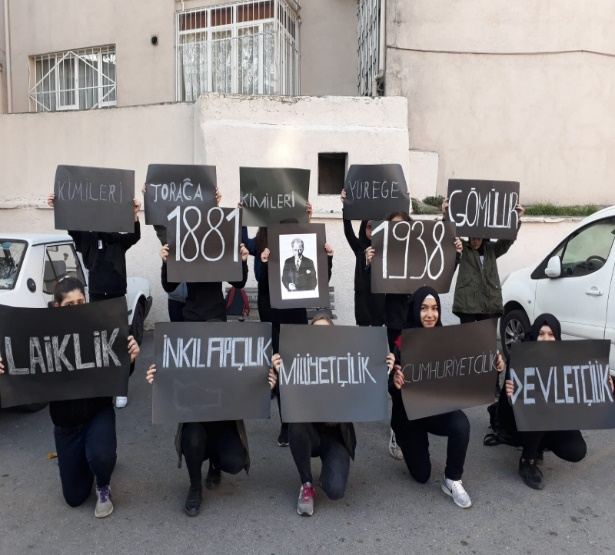 KİMİLERİ TORAĞA KİMİLERİ YÜREGE GÖMÜLÜR
1881 1938
LAİKLİK İNKILAPÇILIK MİLLİYETÇİLİK CUMHURİYETÇİLİK DEVLETÇİLİK